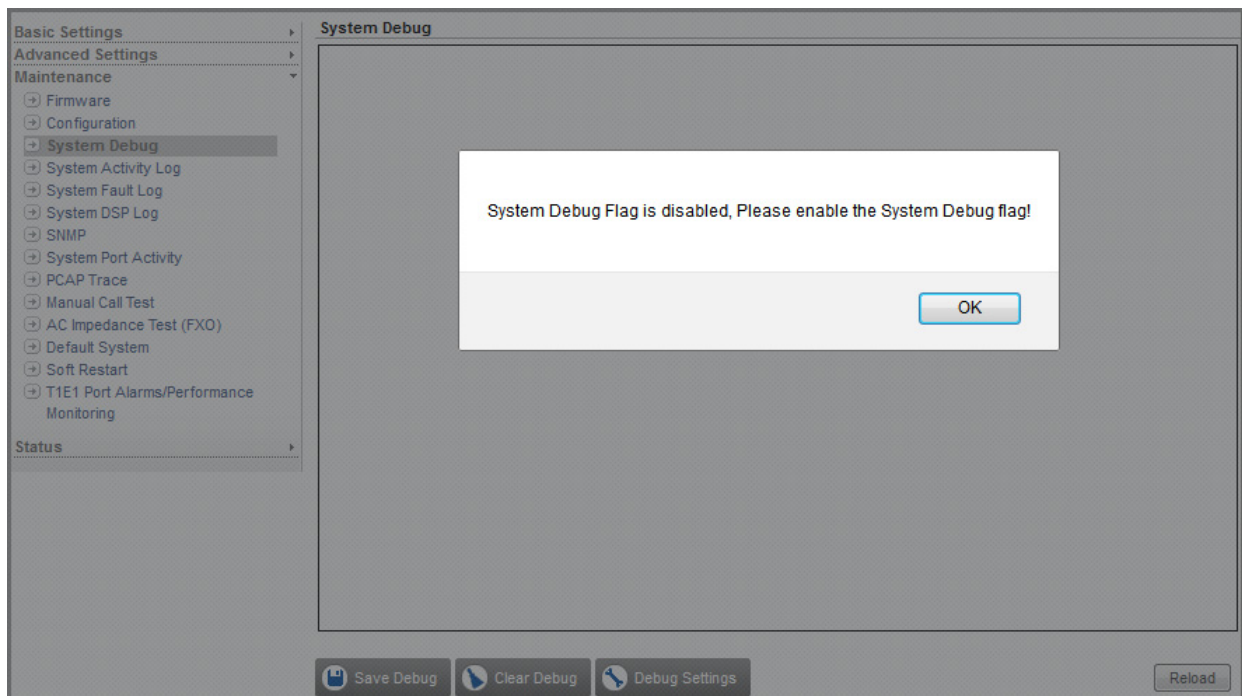 Basic Settings
Advanced Settings
Maintenance
Firmware
Configuration
System Debug
System Activity Log
System Fault Log
System DSP Log
SNMP
System Port Activity
PCAP Trace
Manual Call Test
AC Impedance Test (FXO)
Default System
Soft Restart
T1E1 Port Alarms/Performance
Monitoring
Status
System Debug
System Debug Flag is disabled, Please enable the System Debug flag!
OK
Save Debug
Clear Debug
Debug Settings
Reload